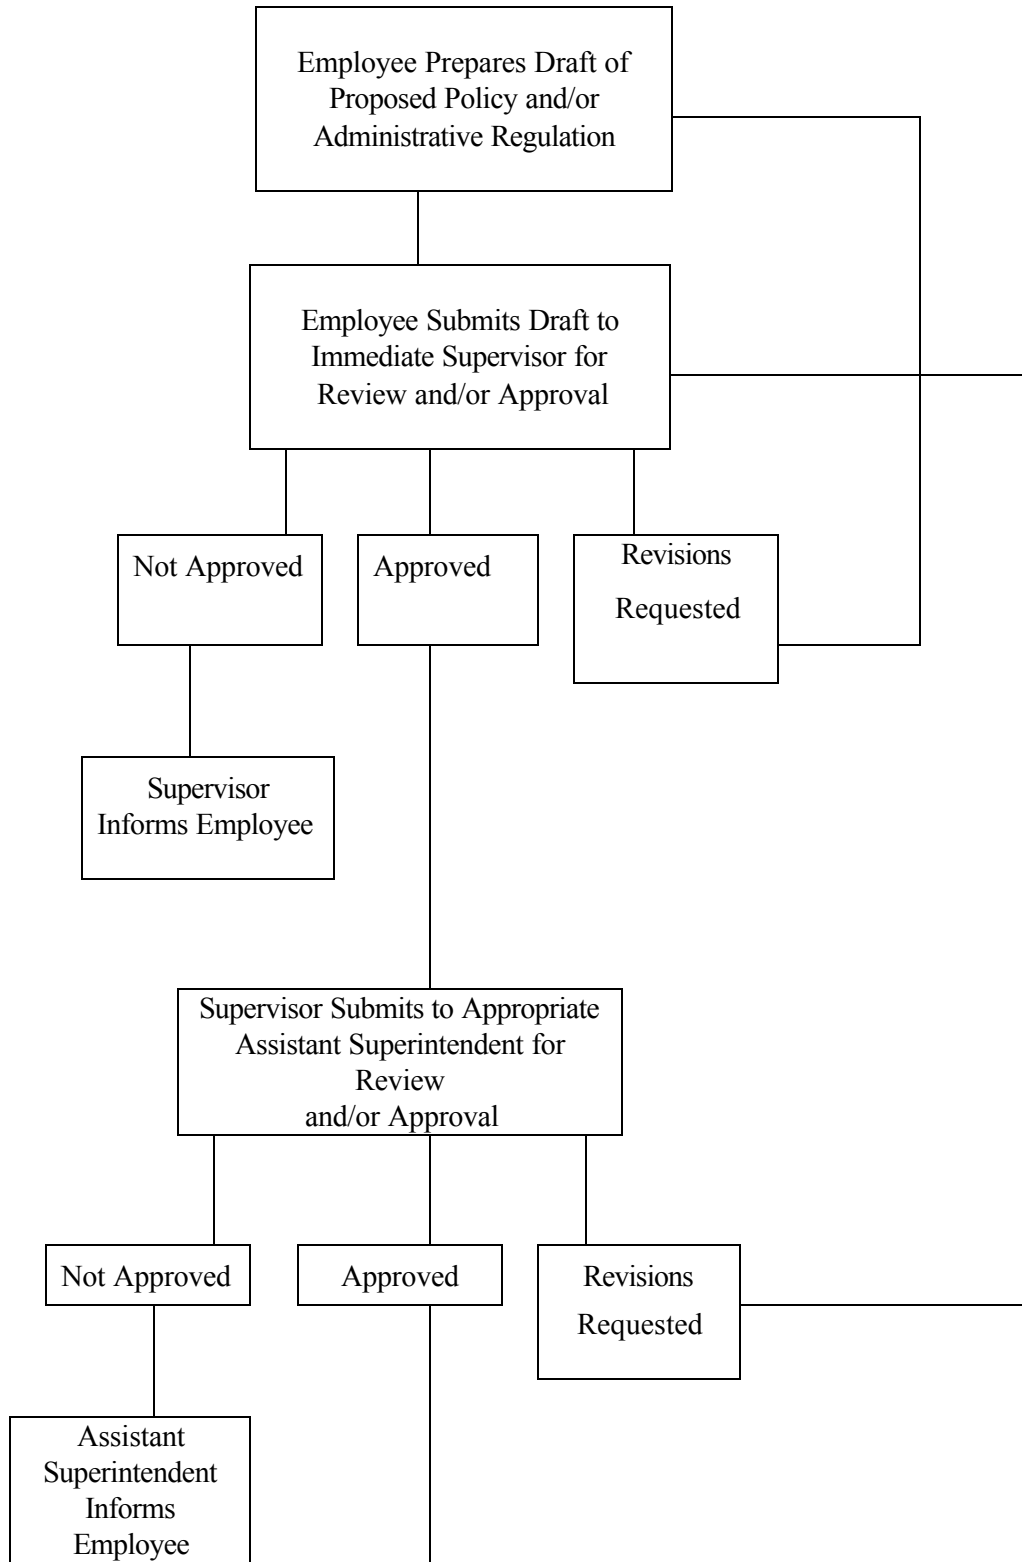 Employee Prepares Draft of
Proposed Policy and/or
Administrative Regulation
Employee Submits Draft to
Immediate Supervisor for
Review and/or Approval
Not Approved
Approved
Revisions
Requested
Supervisor
Informs Employee
Supervisor Submits to Appropriate
Assistant Superintendent for
Review
and/or Approval
Not Approved
Approved
Revisions
Requested
Assistant
Superintendent
Informs
Employee